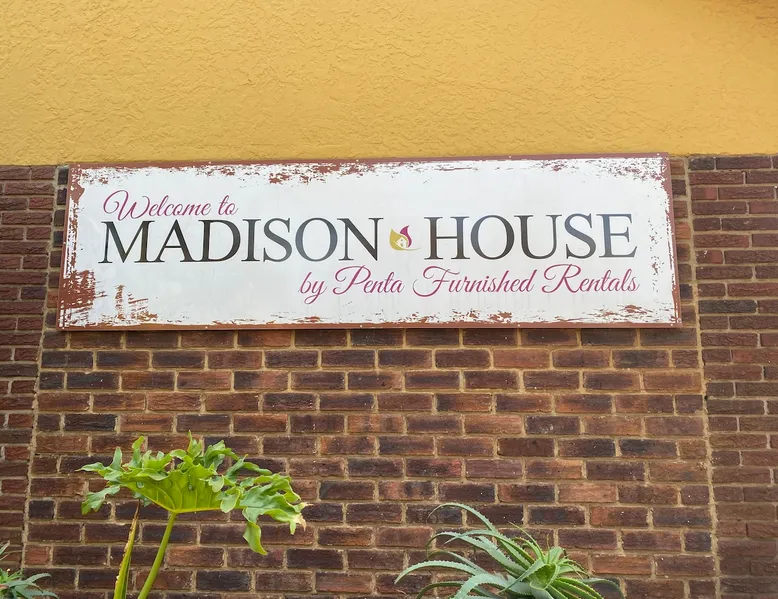 Welcome to
MADISON HOUSE
by Penta Furnished Rentals